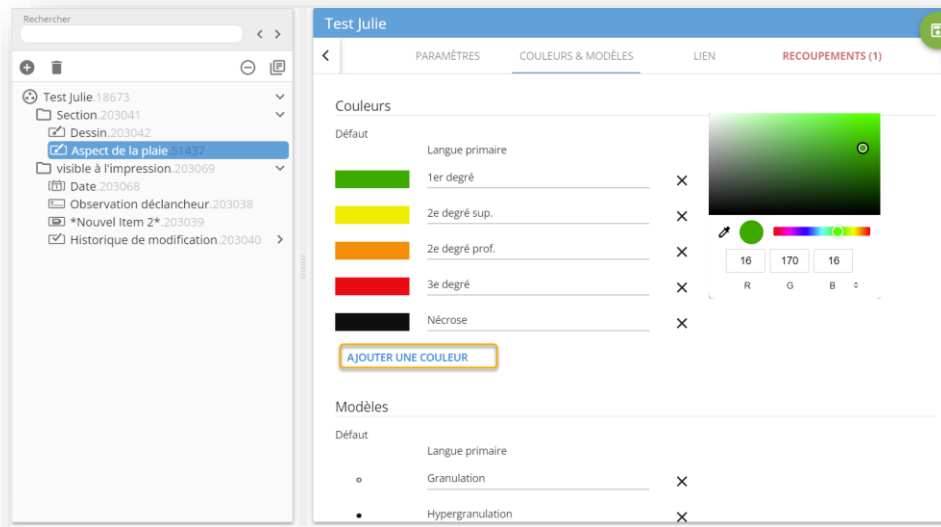 Rechercher
Test Julie.18673
Section.203041
Dessin.203042
Aspect de la plaie.51437
visible à l'impression.203069
Date.203068
Observation déclancheur.203038
*Nouvel Item 2*.203039
Historique de modification.203040
Test Julie
PARAMÈTRES COULEURS & MODÈLES LIEN RECOUPEMENTS (1)
Couleurs
Défaut
Langue primaire
1er degré
2e degré sup.
2e degré prof.
3e degré
Nécrose
AJOUTER UNE COULEUR
16 170 16
R G B
Modèles
Défaut
Langue primaire
Granulation
Hypergranulation